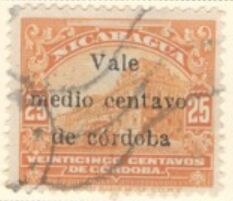 NICARAGUA
Vale
medio centavo
25 25
de córdoba
VEINTICINCO CENTAVOS
DE CORDOBA.